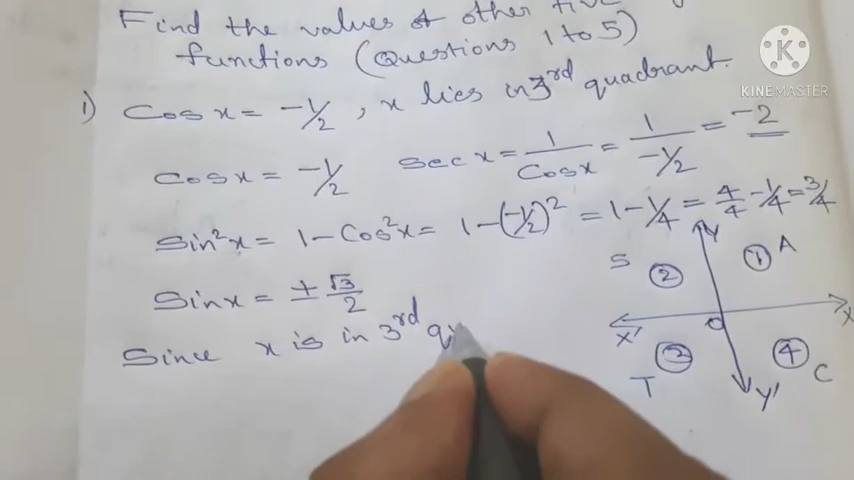 Find the values of other five
functions (Questions 1 to 5)
1) Cos x = -1/2, x lies in 3rd quadrant.
Cos x = -1/2 Sec x = 1/Cos x = 1/-1/2 = -2
Sin²x = 1 - Cos²x = 1 - (-1/2)² = 1 - 1/4 = 4/4 - 1/4 = 3/4
Sin x = ± √3/2
Since x is in 3rd qu
Y
S 2 1 A
X' O X
T 3 4 C
Y'
K
KINEMASTER